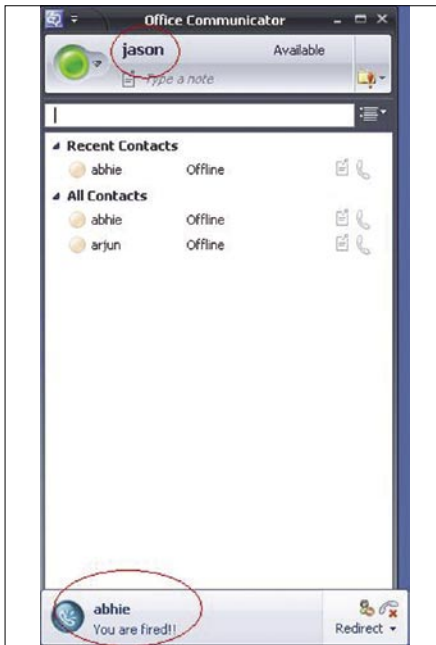 Office Communicator
jason Available
Type a note
Recent Contacts
abhie Offline
All Contacts
abhie Offline
arjun Offline
abhie
You are fired!!
Redirect